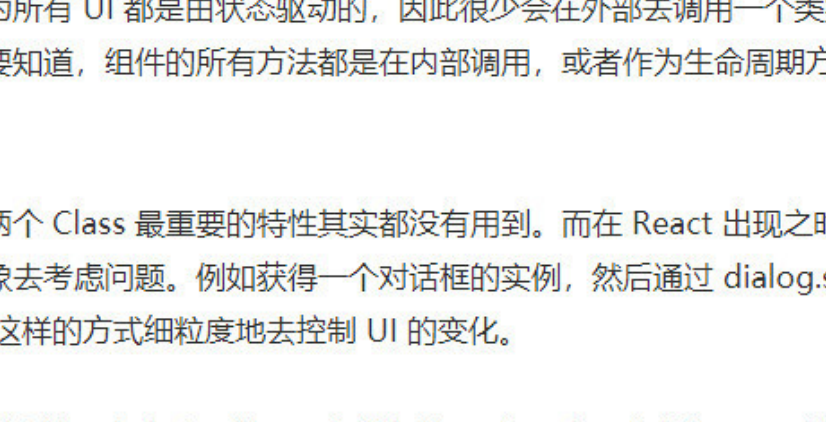 所有 UI 都是由状态驱动的，因此很少会在外部去调用一个类
要知道，组件的所有方法都是在内部调用，或者作为生命周期方
两个 Class 最重要的特性其实都没有用到。而在 React 出现之时
象去考虑问题。例如获得一个对话框的实例，然后通过 dialog.s
这样的方式细粒度地去控制 UI 的变化。